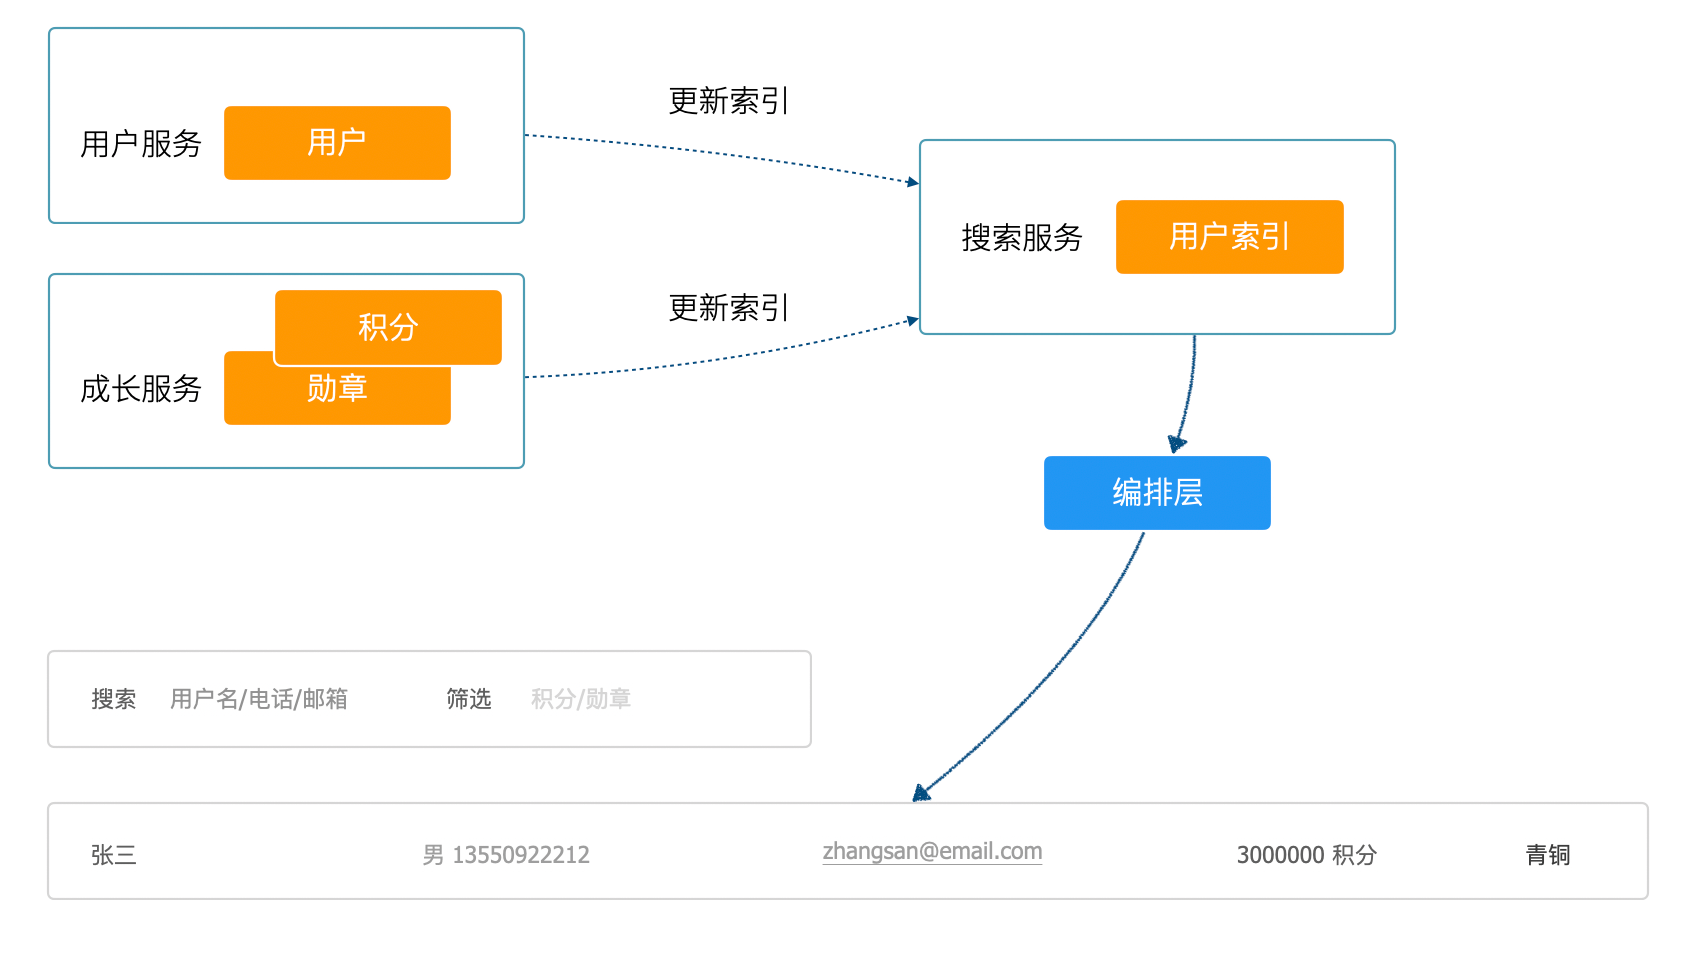 更新索引
用户服务
用户
搜索服务
用户索引
积分
更新索引
成长服务
勋章
编排层
搜索 用户名/电话/邮箱 筛选 积分/勋章
张三 男 13550922212 zhangsan@email.com 3000000 积分 青铜